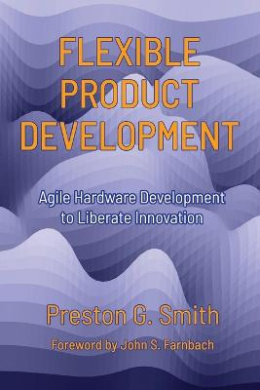 FLEXIBLE
PRODUCT
DEVELOPMENT
Agile Hardware Development
to Liberate Innovation
Preston G. Smith
Foreword by John S. Farnbach